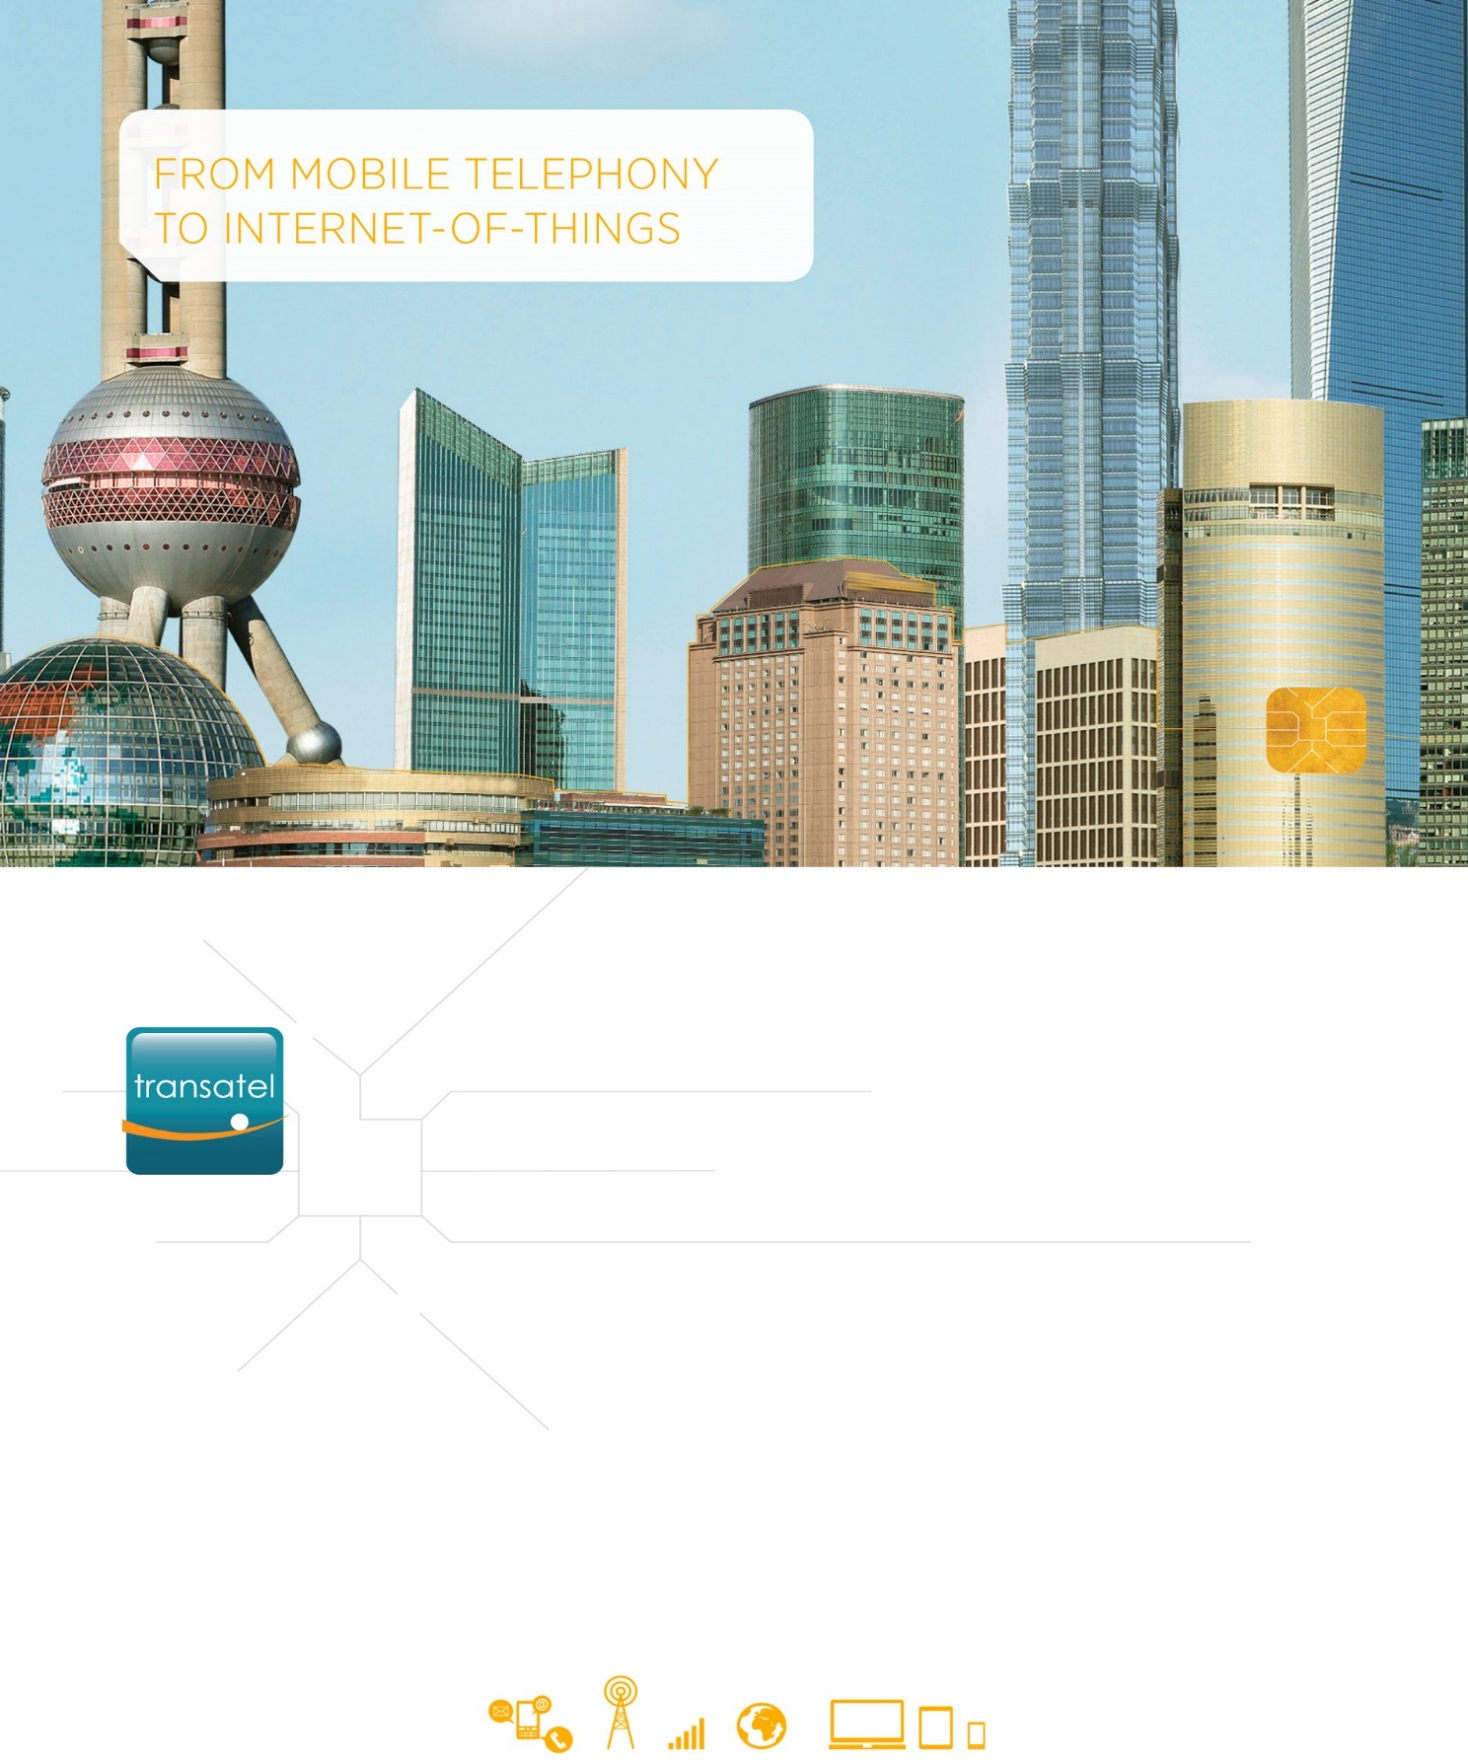 FROM MOBILE TELEPHONY
TO INTERNET-OF-THINGS
transatel